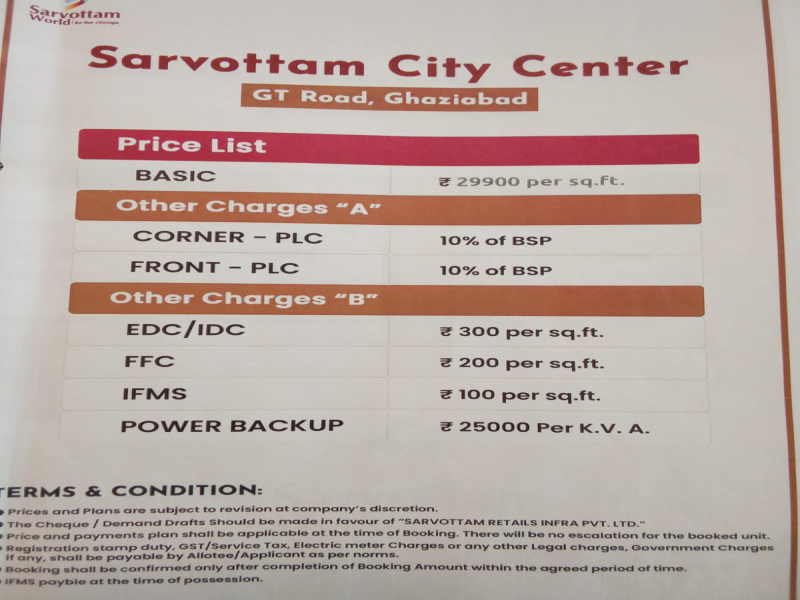 Sarvottam
World | Be the change
Sarvottam City Center
GT Road, Ghaziabad
Price List
BASIC ₹ 29900 per sq.ft.
Other Charges "A"
CORNER – PLC 10% of BSP
FRONT – PLC 10% of BSP
Other Charges "B"
EDC/IDC ₹ 300 per sq.ft.
FFC ₹ 200 per sq.ft.
IFMS ₹ 100 per sq.ft.
POWER BACKUP ₹ 25000 Per K.V. A.
TERMS & CONDITION:
Prices and Plans are subject to revision at company's discretion.
The Cheque / Demand Drafts Should be made in favour of "SARVOTTAM RETAILS INFRA PVT. LTD."
Price and payments plan shall be applicable at the time of Booking. There will be no escalation for the booked unit.
Registration stamp duty, GST/Service Tax, Electric meter Charges or any other Legal charges, Government Charges
if any, shall be payable by Allotee/Applicant as per norms.
Booking shall be confirmed only after completion of Booking Amount within the agreed period of time.
IFMS payble at the time of possession.